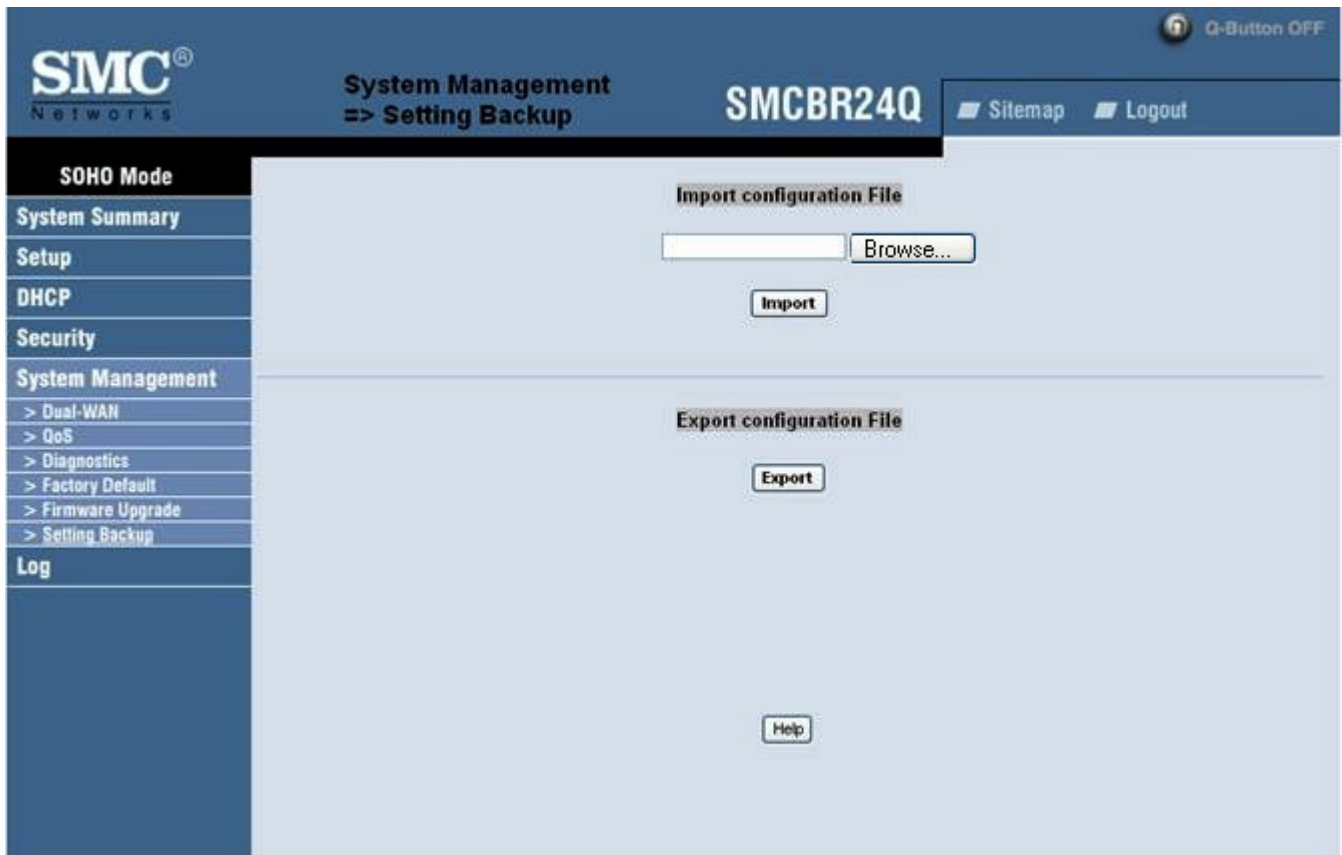 Q-Button OFF
SMC®
Networks
System Management
=> Setting Backup
SMCBR24Q
Sitemap
Logout
SOHO Mode
System Summary
Setup
DHCP
Security
System Management
> Dual-WAN
> QoS
> Diagnostics
> Factory Default
> Firmware Upgrade
> Setting Backup
Log
Import configuration File
Browse...
Import
Export configuration File
Export
Help